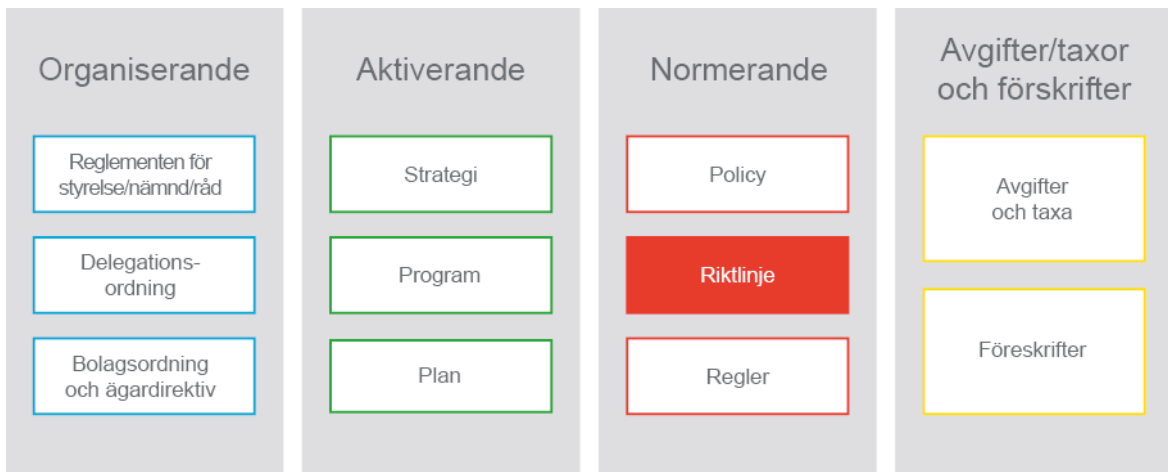 Organiserande
Reglementen för
styrelse/nämnd/råd
Delegations-
ordning
Bolagsordning
och ägardirektiv
Aktiverande
Strategi
Program
Plan
Normerande
Policy
Riktlinje
Regler
Avgifter/taxor
och förskrifter
Avgifter
och taxa
Föreskrifter